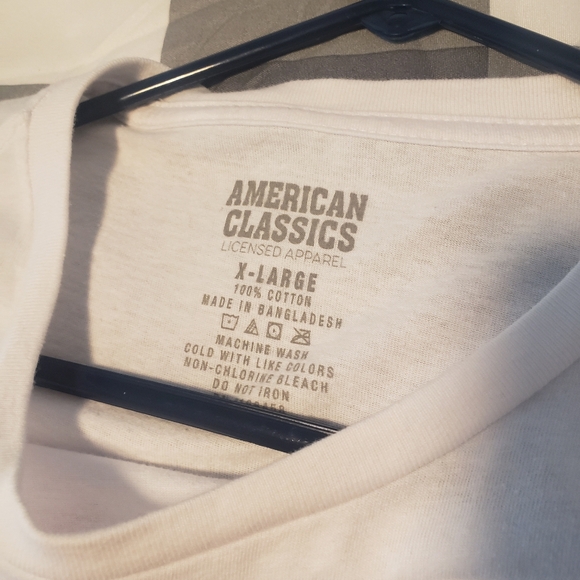 AMERICAN
CLASSICS
LICENSED APPAREL
X-LARGE
100% COTTON
MADE IN BANGLADESH
MACHINE WASH
COLD WITH LIKE COLORS
NON-CHLORINE BLEACH
DO NOT IRON